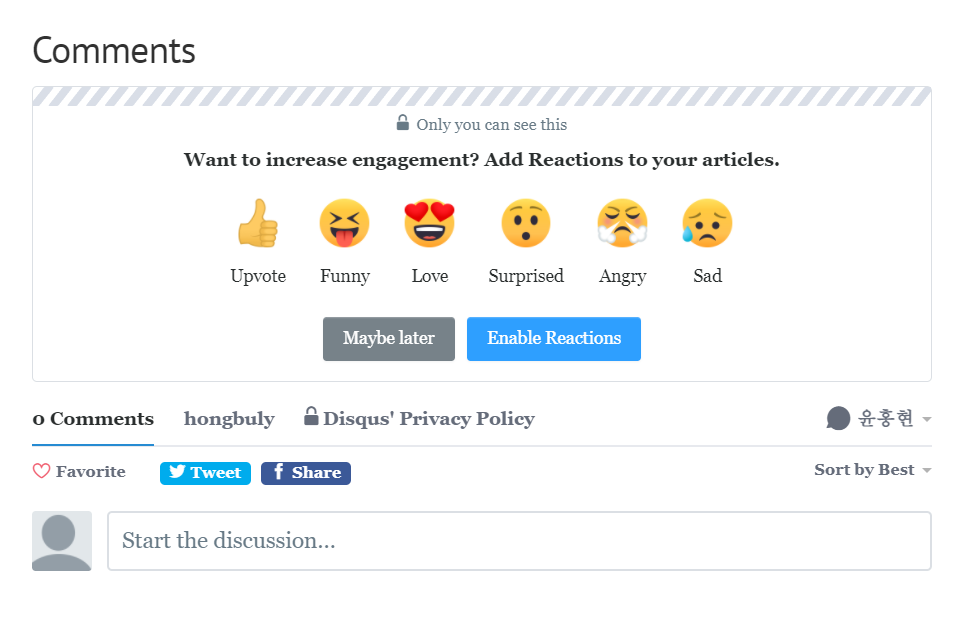 Comments
Only you can see this
Want to increase engagement? Add Reactions to your articles.
Upvote Funny Love Surprised Angry Sad
Maybe later Enable Reactions
0 Comments hongbuly Disqus' Privacy Policy 윤홍현
Favorite Tweet Share Sort by Best
Start the discussion...